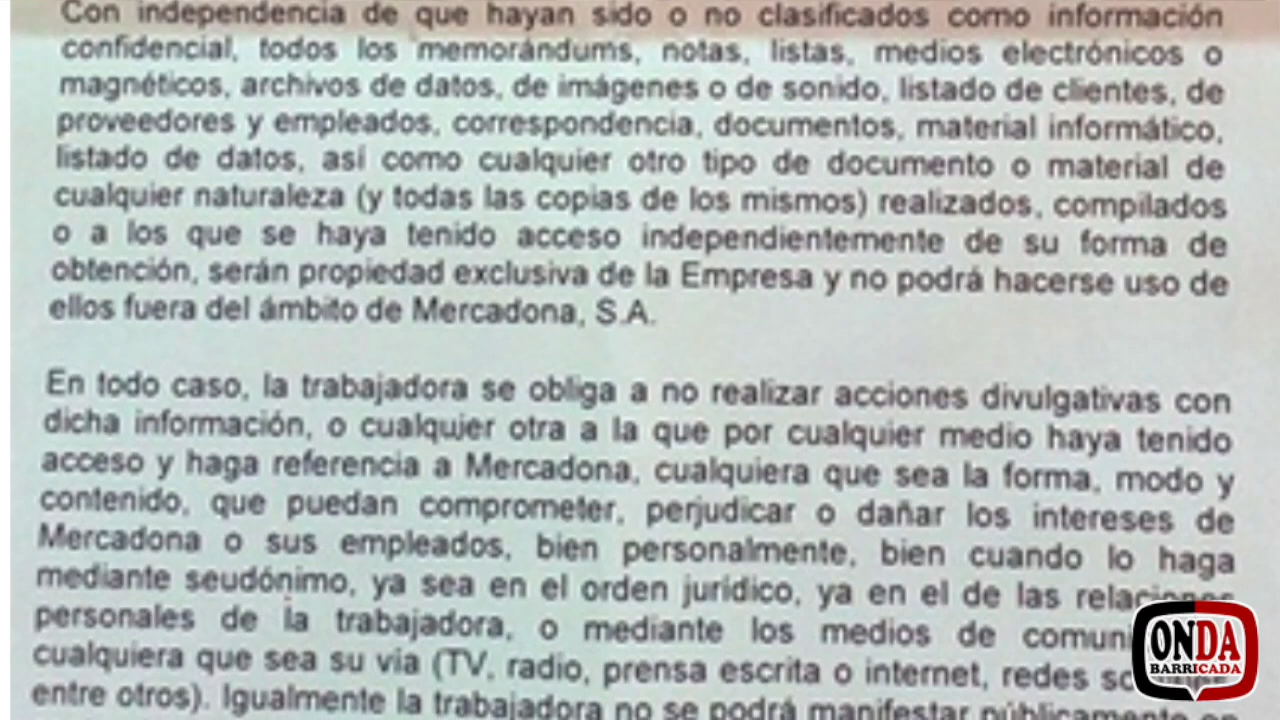 Con independencia de que hayan sido o no clasificados como información
confidencial, todos los memorándums, notas, listas, medios electrónicos o
magnéticos, archivos de datos, de imágenes o de sonido, listado de clientes, de
proveedores y empleados, correspondencia, documentos, material informático,
listado de datos, así como cualquier otro tipo de documento o material de
cualquier naturaleza (y todas las copias de los mismos) realizados, compilados
o a los que se haya tenido acceso independientemente de su forma de
obtención, serán propiedad exclusiva de la Empresa y no podrá hacerse uso de
ellos fuera del ámbito de Mercadona, S.A.
En todo caso, la trabajadora se obliga a no realizar acciones divulgativas con
dicha información, o cualquier otra a la que por cualquier medio haya tenido
acceso y haga referencia a Mercadona, cualquiera que sea la forma, modo y
contenido, que puedan comprometer, perjudicar o dañar los intereses de
Mercadona o sus empleados, bien personalmente, bien cuando lo haga
mediante seudónimo, ya sea en el orden jurídico, ya en el de las relaciones
personales de la trabajadora, o mediante los medios de
cualquiera que sea su vía (TV, radio, prensa escrita o internet, redes
entre otros). Igualmente la trabajadora no se podrá manifestar públicamente
ONDA
BARRICADA